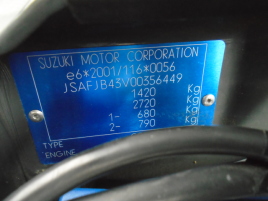 SUZUKI MOTOR CORPORATION
e6*2001/116*0056
JSAFJB43V00356449
1420 Kg
2720 Kg
1- 680 Kg
2- 790 Kg
TYPE
ENGINE